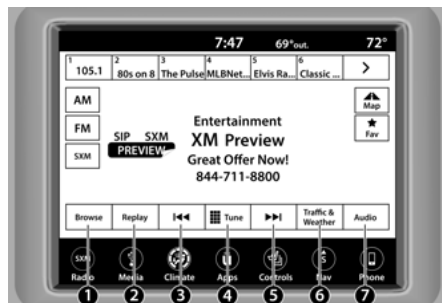 7:47 69°out. 72°
1 105.1 2 80s on 8 3 The Pulse 4 MLBNet... 5 Elvis Ra... 6 Classic ...
AM
Map
FM
Fav
SXM
SIP SXM
PREVIEW
Entertainment
XM Preview
Great Offer Now!
844-711-8800
Browse Replay Tune Traffic & Weather Audio
SXM
Radio Media Climate Apps Controls Nav Phone
1 2 3 4 5 6 7